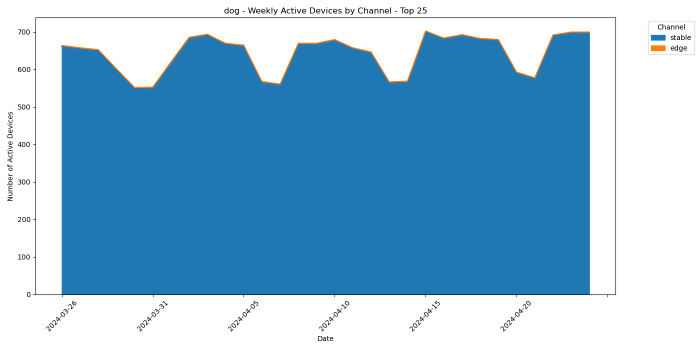 dog - Weekly Active Devices by Channel - Top 25
Channel
stable
edge
Number of Active Devices
700
600
500
400
300
200
100
0
2024-03-26
2024-03-31
2024-04-05
2024-04-10
2024-04-15
2024-04-20
Date